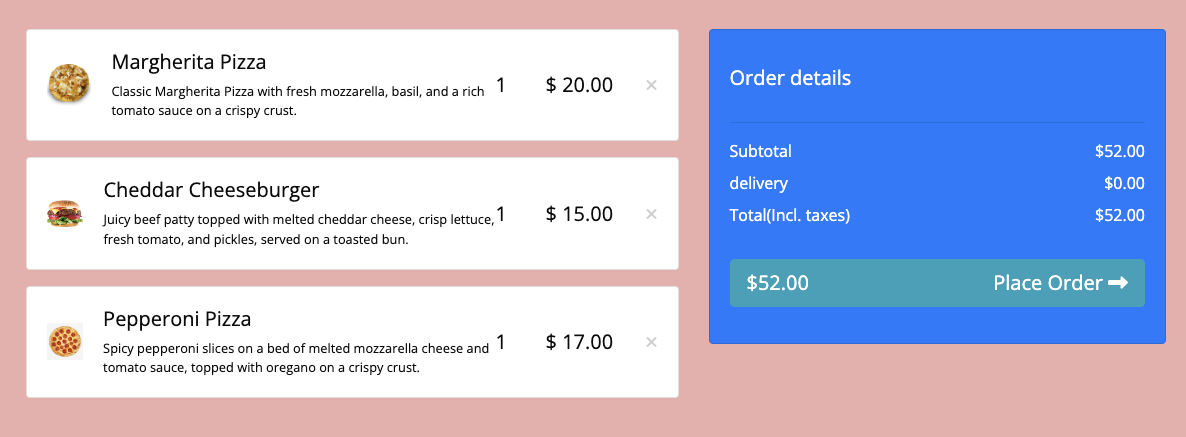 Margherita Pizza
Classic Margherita Pizza with fresh mozzarella, basil, and a rich
tomato sauce on a crispy crust.
1
$ 20.00
×
Cheddar Cheeseburger
Juicy beef patty topped with melted cheddar cheese, crisp lettuce,
fresh tomato, and pickles, served on a toasted bun.
1
$ 15.00
×
Pepperoni Pizza
Spicy pepperoni slices on a bed of melted mozzarella cheese and
tomato sauce, topped with oregano on a crispy crust.
1
$ 17.00
×
Order details
Subtotal $52.00
delivery $0.00
Total(Incl. taxes) $52.00
$52.00 Place Order